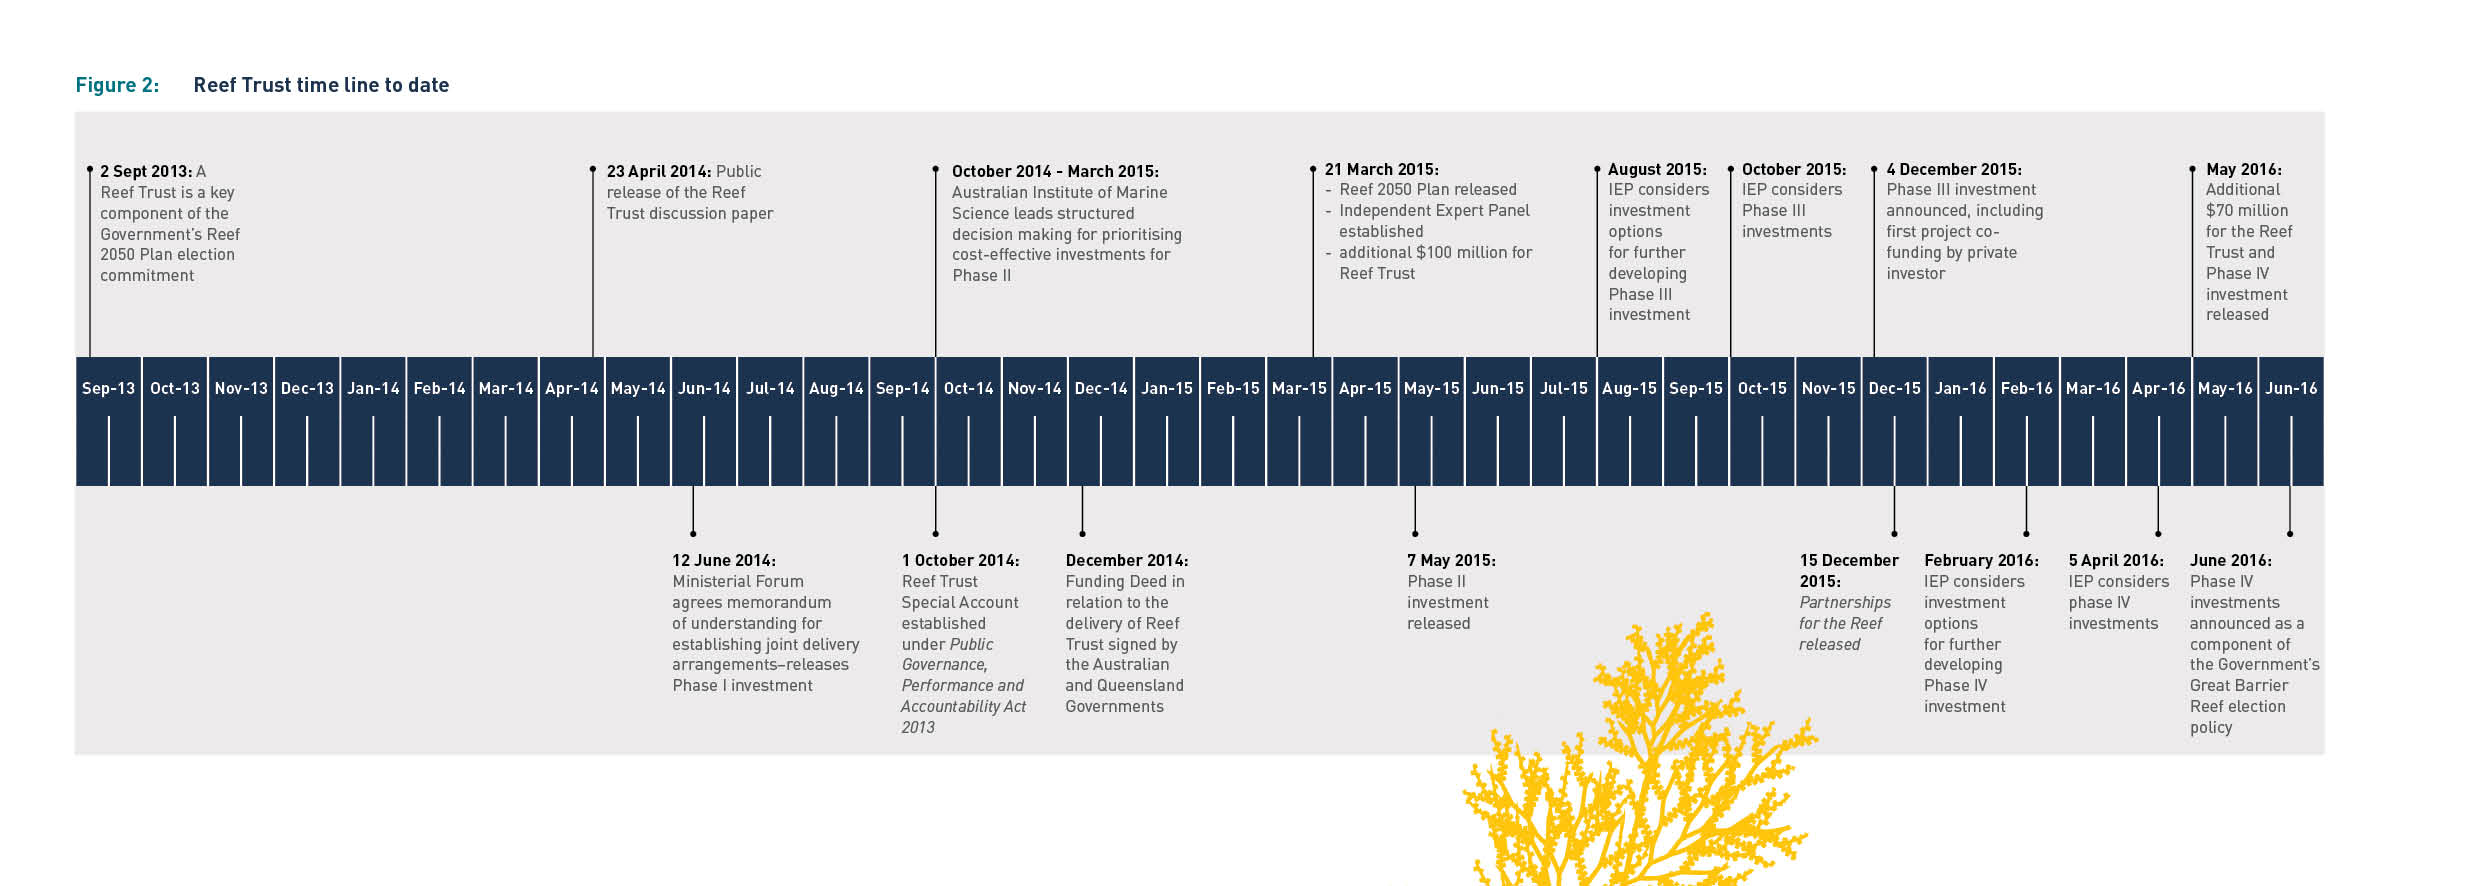 Figure 2: Reef Trust time line to date
2 Sept 2013: A
Reef Trust is a key
component of the
Government's Reef
2050 Plan election
commitment
23 April 2014: Public
release of the Reef
Trust discussion paper
October 2014 - March 2015:
Australian Institute of Marine
Science leads structured
decision making for prioritising
cost-effective investments for
Phase II
21 March 2015:
- Reef 2050 Plan released
- Independent Expert Panel
established
- additional $100 million for
Reef Trust
August 2015:
IEP considers
investment
options
for further
developing
Phase III
investment
October 2015:
IEP considers
Phase III
investments
4 December 2015:
Phase III investment
announced, including
first project co-
funding by private
investor
May 2016:
Additional
$70 million
for the Reef
Trust and
Phase IV
investment
released
Sep-13 Oct-13 Nov-13 Dec-13 Jan-14 Feb-14 Mar-14 Apr-14 May-14 Jun-14 Jul-14 Aug-14 Sep-14 Oct-14 Nov-14 Dec-14 Jan-15 Feb-15 Mar-15 Apr-15 May-15 Jun-15 Jul-15 Aug-15 Sep-15 Oct-15 Nov-15 Dec-15 Jan-16 Feb-16 Mar-16 Apr-16 May-16 Jun-16
12 June 2014:
Ministerial Forum
agrees memorandum
of understanding for
establishing joint delivery
arrangements–releases
Phase I investment
1 October 2014:
Reef Trust
Special Account
established
under Public
Governance,
Performance and
Accountability Act
2013
December 2014:
Funding Deed in
relation to the
delivery of Reef
Trust signed by
the Australian
and Queensland
Governments
7 May 2015:
Phase II
investment
released
15 December
2015:
Partnerships
for the Reef
released
February 2016:
IEP considers
investment
options
for further
developing
Phase IV
investment
5 April 2016:
IEP considers
phase IV
investments
June 2016:
Phase IV
investments
announced as a
component of
the Government's
Great Barrier
Reef election
policy